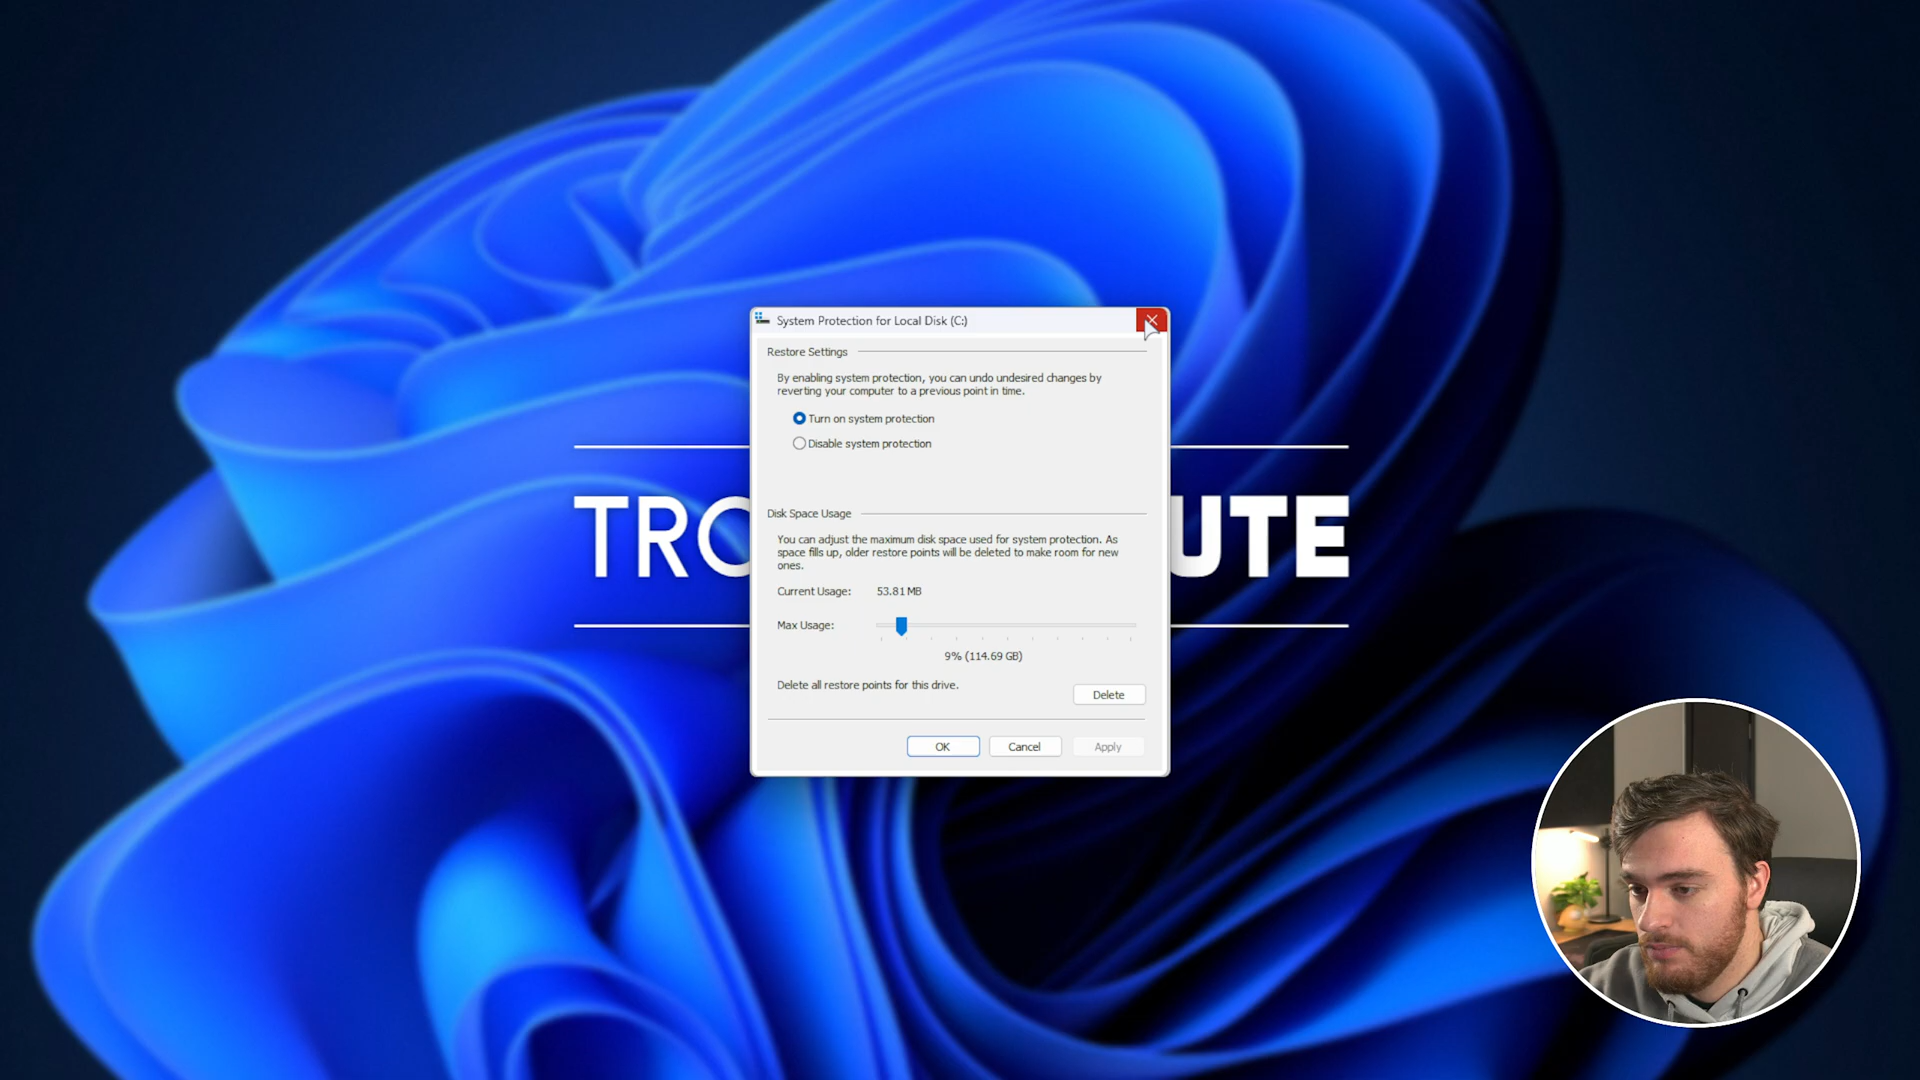 System Protection for Local Disk (C:)
Restore Settings
By enabling system protection, you can undo undesired changes by
reverting your computer to a previous point in time.
Turn on system protection
Disable system protection
TRO
UTE
Disk Space Usage
You can adjust the maximum disk space used for system protection. As
space fills up, older restore points will be deleted to make room for new
ones.
Current Usage: 53.81 MB
Max Usage:
9% (114.69 GB)
Delete all restore points for this drive.
Delete
OK Cancel Apply